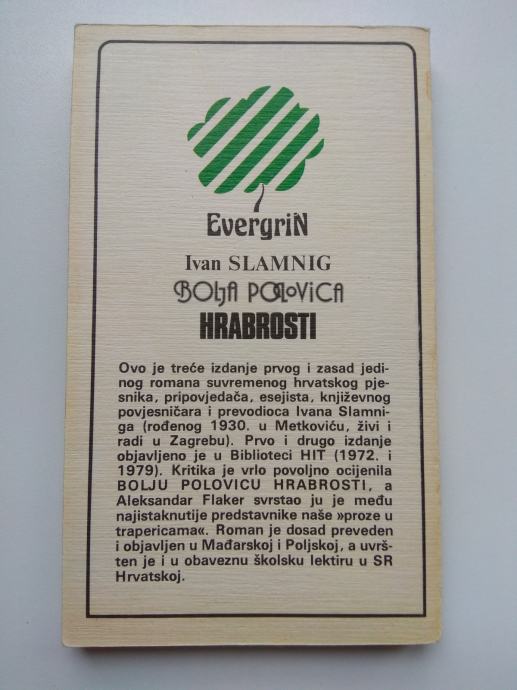 EvergriN
Ivan SLAMNIG
BOLJA POLOVICA
HRABROSTI
Ovo je treće izdanje prvog i zasad jedi-
nog romana suvremenog hrvatskog pje-
snika, pripovjedača, esejista, književnog
povjesničara i prevodioca Ivana Slamni-
ga (rođenog 1930. u Metkoviću, živi i
radi u Zagrebu). Prvo i drugo izdanje
objavljeno je u Biblioteci HIT (1972. i
1979). Kritika je vrlo povoljno ocijenila
BOLJU POLOVICU HRABROSTI, a
Aleksandar Flaker svrstao ju je među
najistaknutije predstavnike naše »proze u
trapericama«. Roman je dosad preveden
i objavljen u Mađarskoj i Poljskoj, a uvrš-
ten je i u obaveznu školsku lektiru u SR
Hrvatskoj.